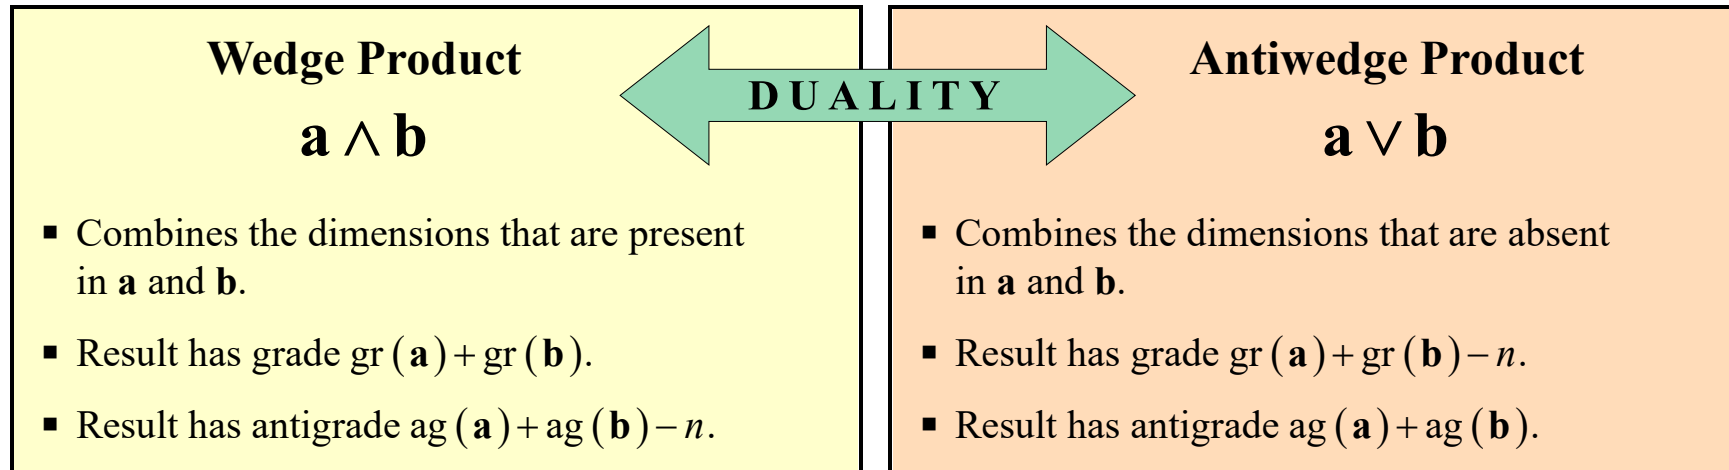 Wedge Product
a ∧ b
▪ Combines the dimensions that are present
in a and b.
▪ Result has grade gr(a)+gr(b).
▪ Result has antigrade ag(a)+ag(b)−n.
DUALITY
Antiwedge Product
a ∨ b
▪ Combines the dimensions that are absent
in a and b.
▪ Result has grade gr(a)+gr(b)−n.
▪ Result has antigrade ag(a)+ag(b).